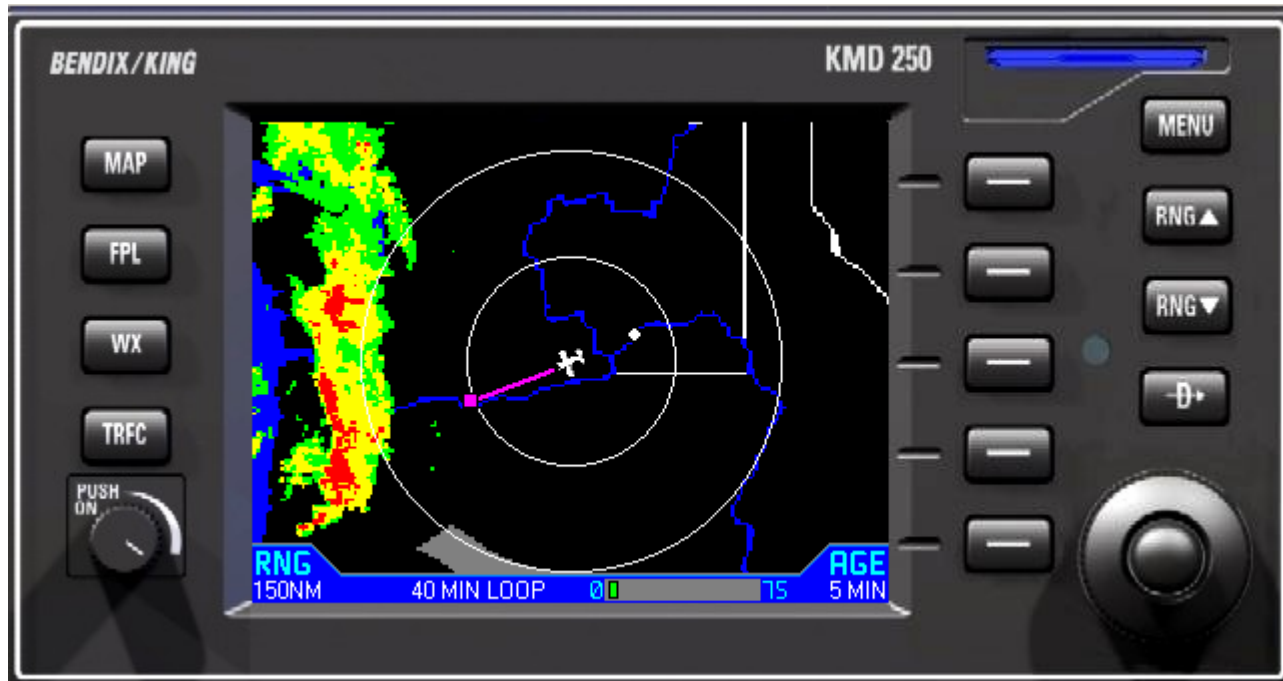 BENDIX/KING
KMD 250
MAP
FPL
WX
TRFC
PUSH
ON
MENU
RNG▲
RNG▼
D
RNG
150NM
40 MIN LOOP
0
75
AGE
5 MIN